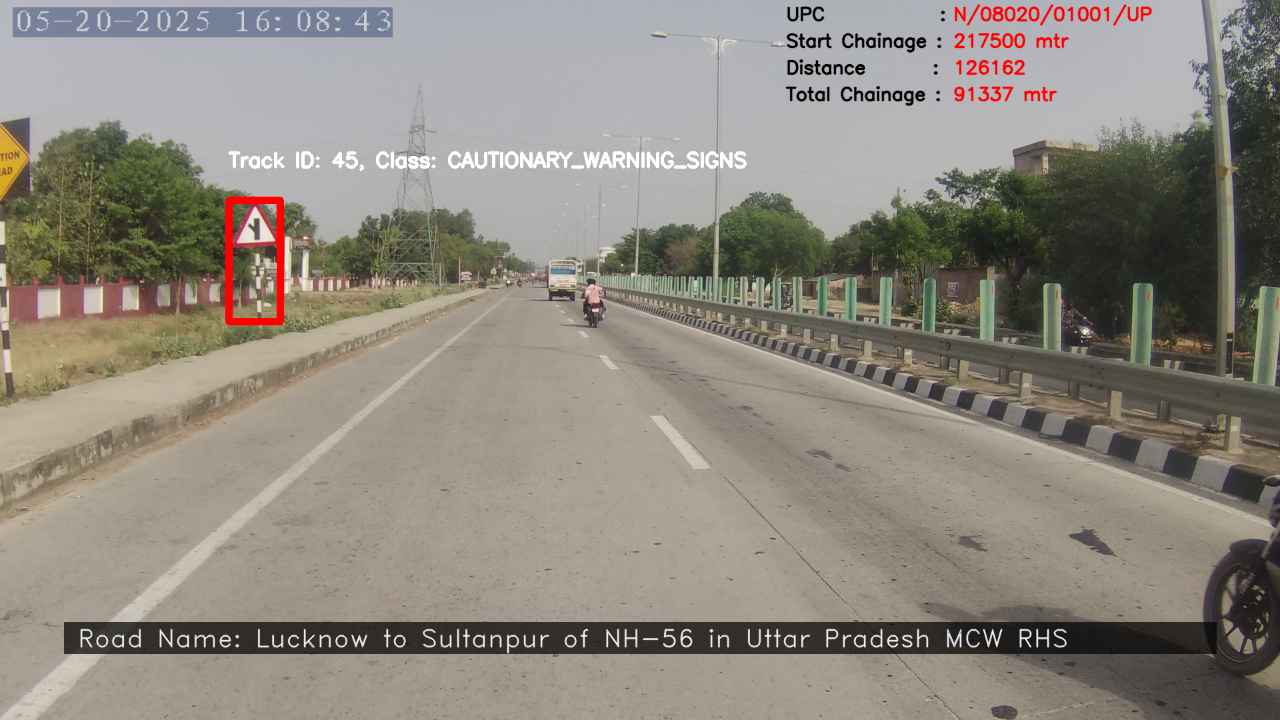 05-20-2025 16:08:43
UPC : N/08020/01001/UP
Start Chainage : 217500 mtr
Distance : 126162
Total Chainage : 91337 mtr
Track ID: 45, Class: CAUTIONARY_WARNING_SIGNS
TION
EAD
Road Name: Lucknow to Sultanpur of NH-56 in Uttar Pradesh MCW RHS